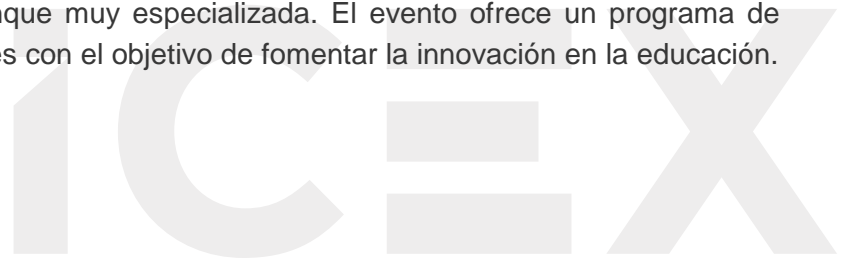 nque muy especializada. El evento ofrece un programa de
es con el objetivo de fomentar la innovación en la educación.
ICEX